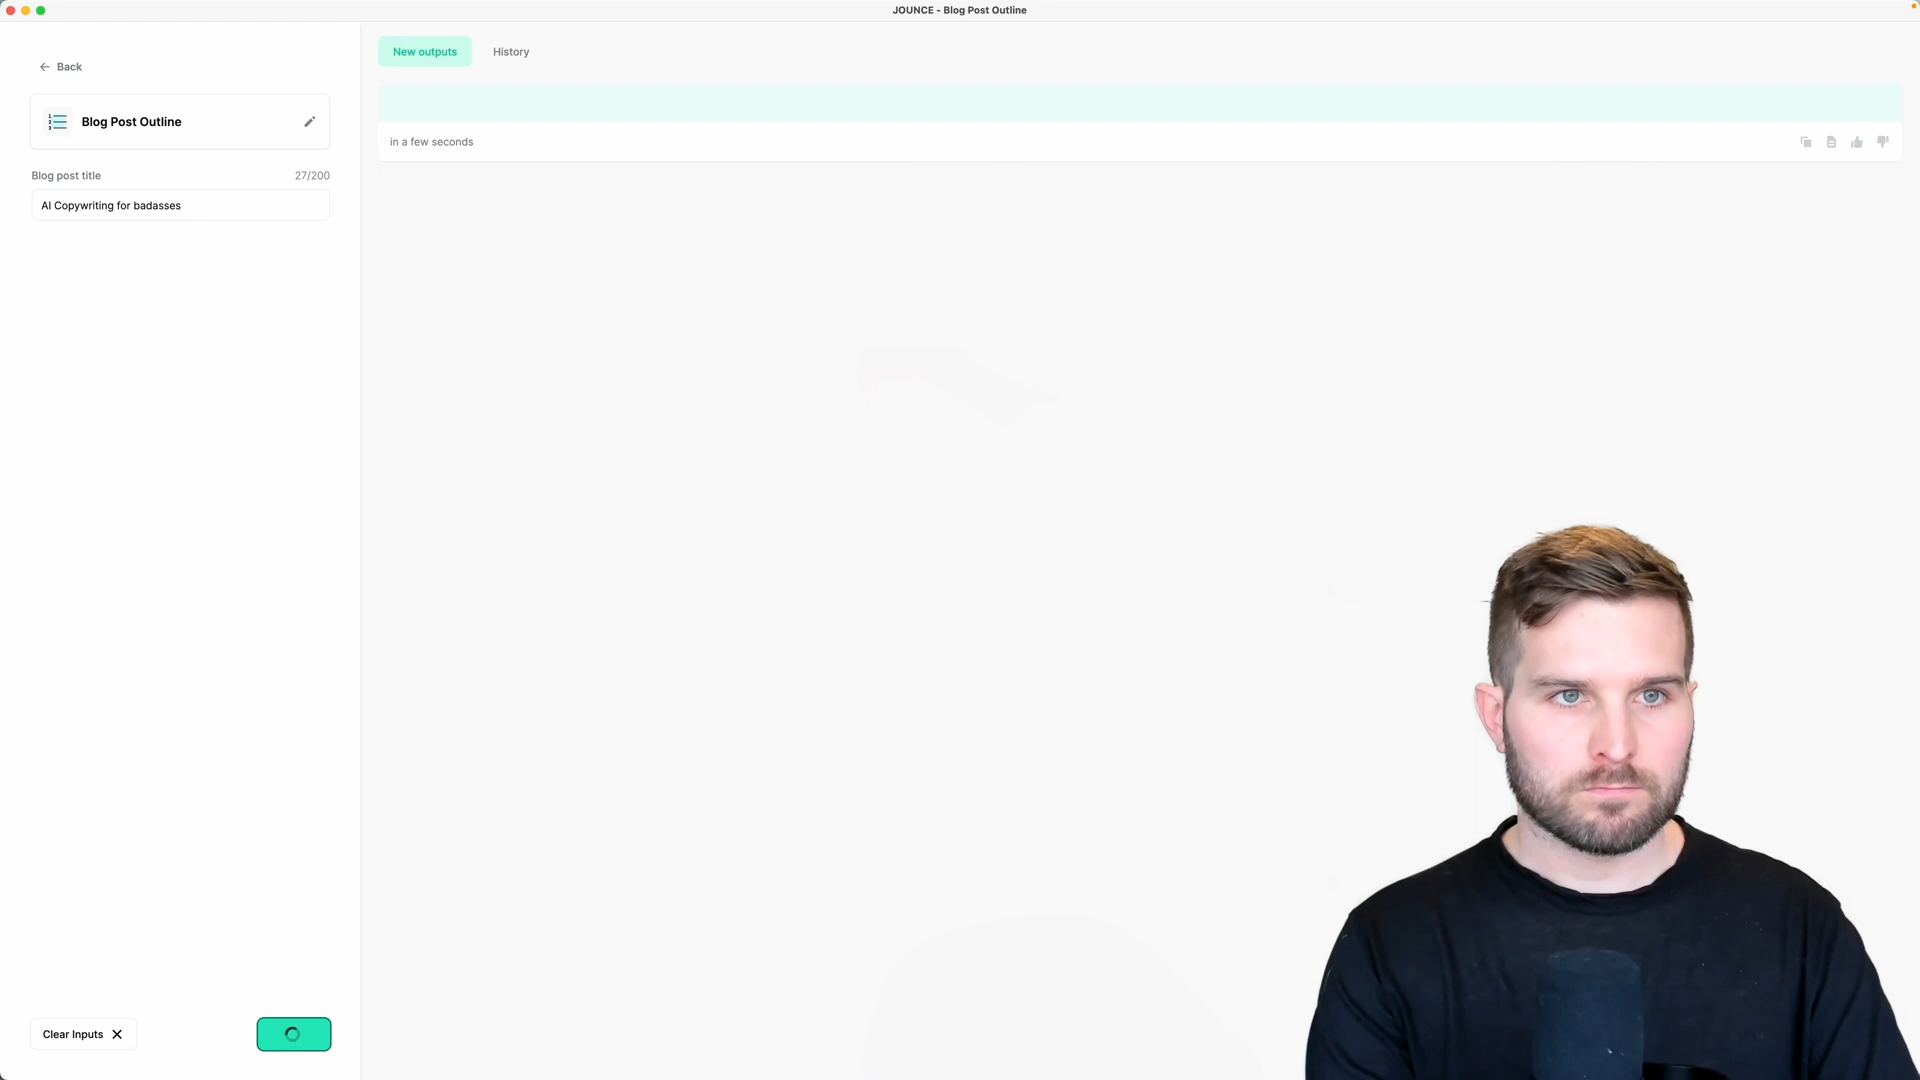 JOUNCE - Blog Post Outline
Back
Blog Post Outline
Blog post title 27/200
AI Copywriting for badasses
Clear Inputs
New outputs History
in a few seconds